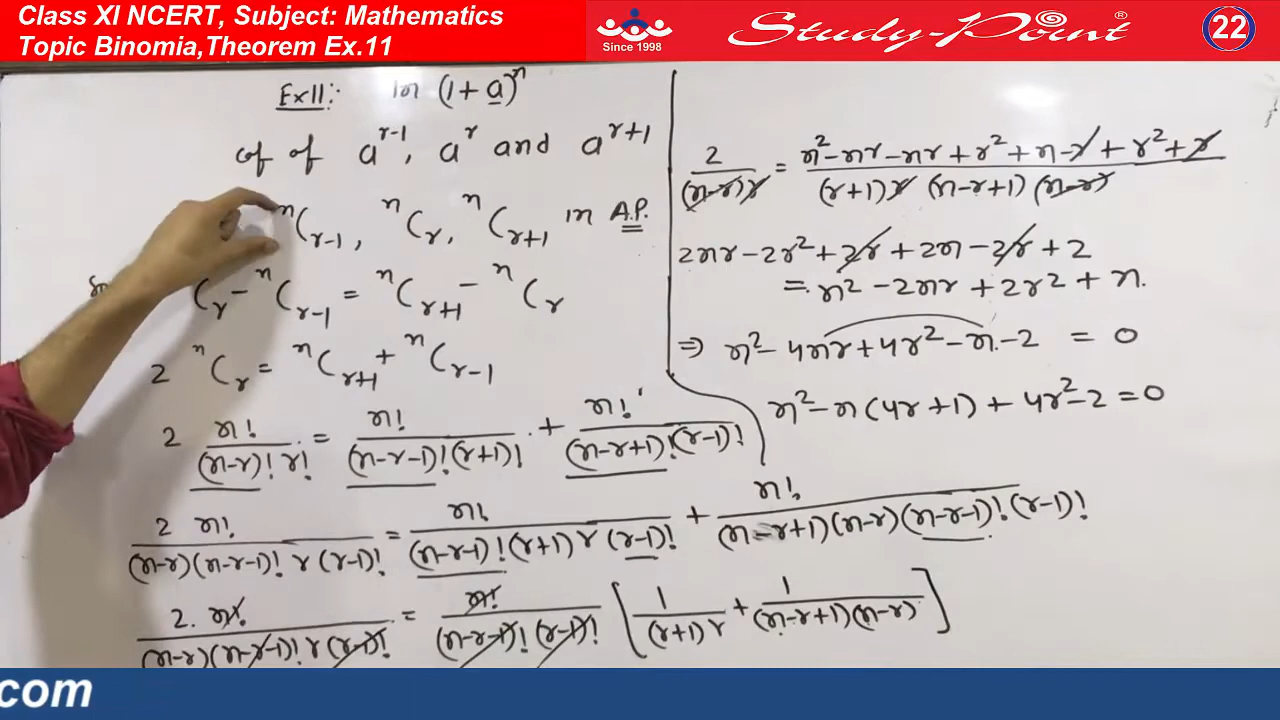 Class XI NCERT, Subject: Mathematics
Topic Binomia,Theorem Ex.11
Since 1998
Study-Point®
22
Ex11:- In (1+a)^n
cof of a^(r-1), a^r and a^(r+1)
nC(r-1), nCr, nC(r+1) in A.P.
Cr - nC(r-1) = nC(r+1) - nCr
2 nCr = nC(r+1) + nC(r-1)
2 n!/((n-r)! r!) = n!/((n-r-1)!(r+1)!) + n!/((n-r+1)!(r-1)!)
2 n!/((n-r)(n-r-1)! r (r-1)!) = n!/((n-r-1)!(r+1) r (r-1)!) + n!/((n-r+1)(n-r)(n-r-1)!(r-1)!)
2. n!/((n-r)(n-r-1)! r (r-1)!) = n!/((n-r-1)!(r-1)!) [1/((r+1) r) + 1/((n-r+1)(n-r))]
2/((n-r) r) = (n² - nr - nr + r² + n - r + r² + r)/((r+1) r (n-r+1)(n-r))
2nr - 2r² + 2r + 2n - 2r + 2
= n² - 2nr + 2r² + n.
⇒ n² - 4nr + 4r² - n - 2 = 0
n² - n(4r+1) + 4r² - 2 = 0
com